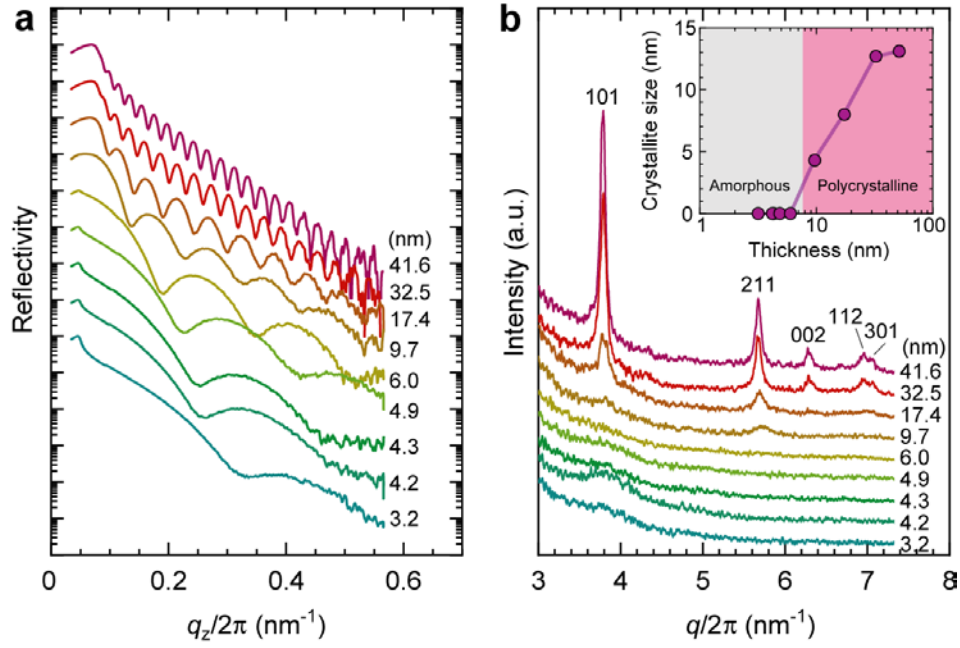 a
Reflectivity
(nm)
41.6
32.5
17.4
9.7
6.0
4.9
4.3
4.2
3.2
0 0.2 0.4 0.6
q_z/2π (nm⁻¹)
b
Intensity (a.u.)
101
211
002
112
301
(nm)
41.6
32.5
17.4
9.7
6.0
4.9
4.3
4.2
3.2
3 4 5 6 7 8
q/2π (nm⁻¹)
Crystallite size (nm)
15
10
5
0
Amorphous Polycrystalline
1 10 100
Thickness (nm)